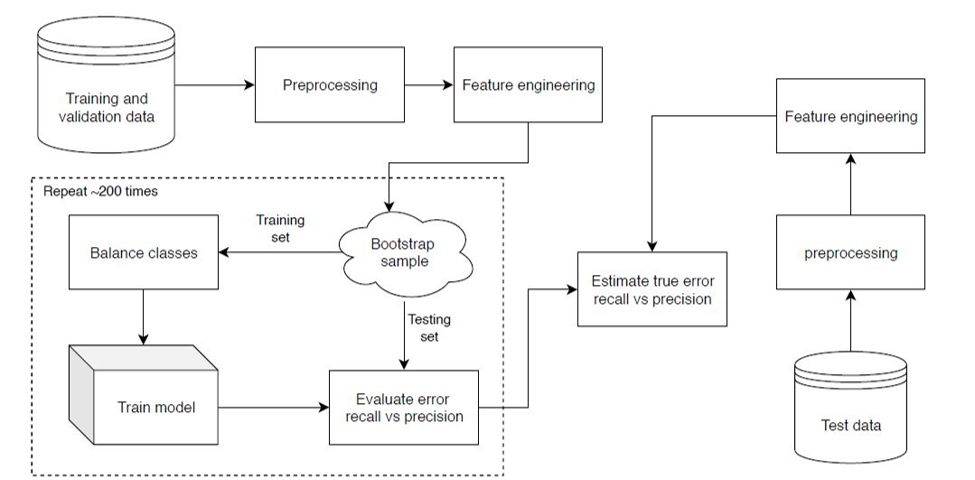 Training and
validation data
Preprocessing
Feature engineering
Feature engineering
Repeat ~200 times
Balance classes
Training
set
Bootstrap
sample
Testing
set
Train model
Evaluate error
recall vs precision
Estimate true error
recall vs precision
preprocessing
Test data